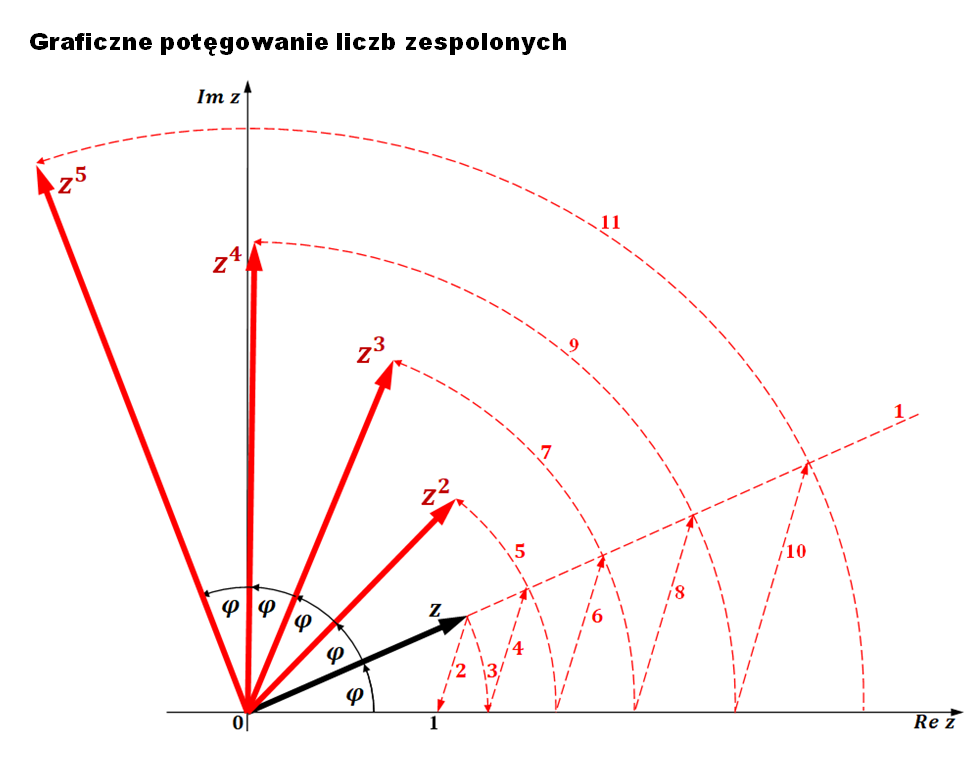 Graficzne potęgowanie liczb zespolonych
Im z
z⁵
11
z⁴
9
z³
1
7
z²
5
10
φ φ
φ
z
6
8
φ
4
φ
2
3
0
1
Re z